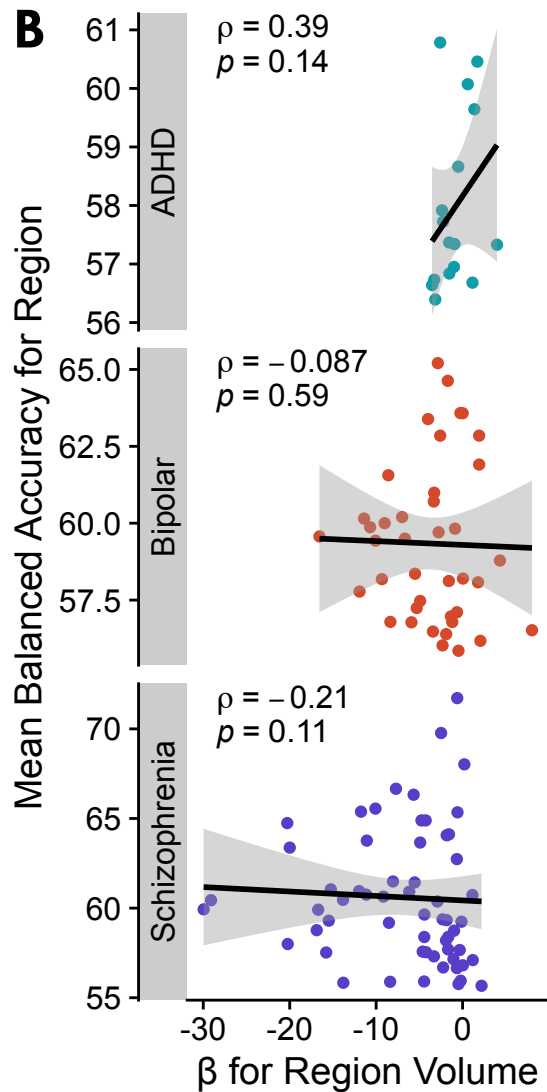 B
Mean Balanced Accuracy for Region
ADHD
ρ = 0.39
p = 0.14
61
60
59
58
57
56
Bipolar
ρ = −0.087
p = 0.59
65.0
62.5
60.0
57.5
Schizophrenia
ρ = −0.21
p = 0.11
70
65
60
55
-30 -20 -10 0
β for Region Volume